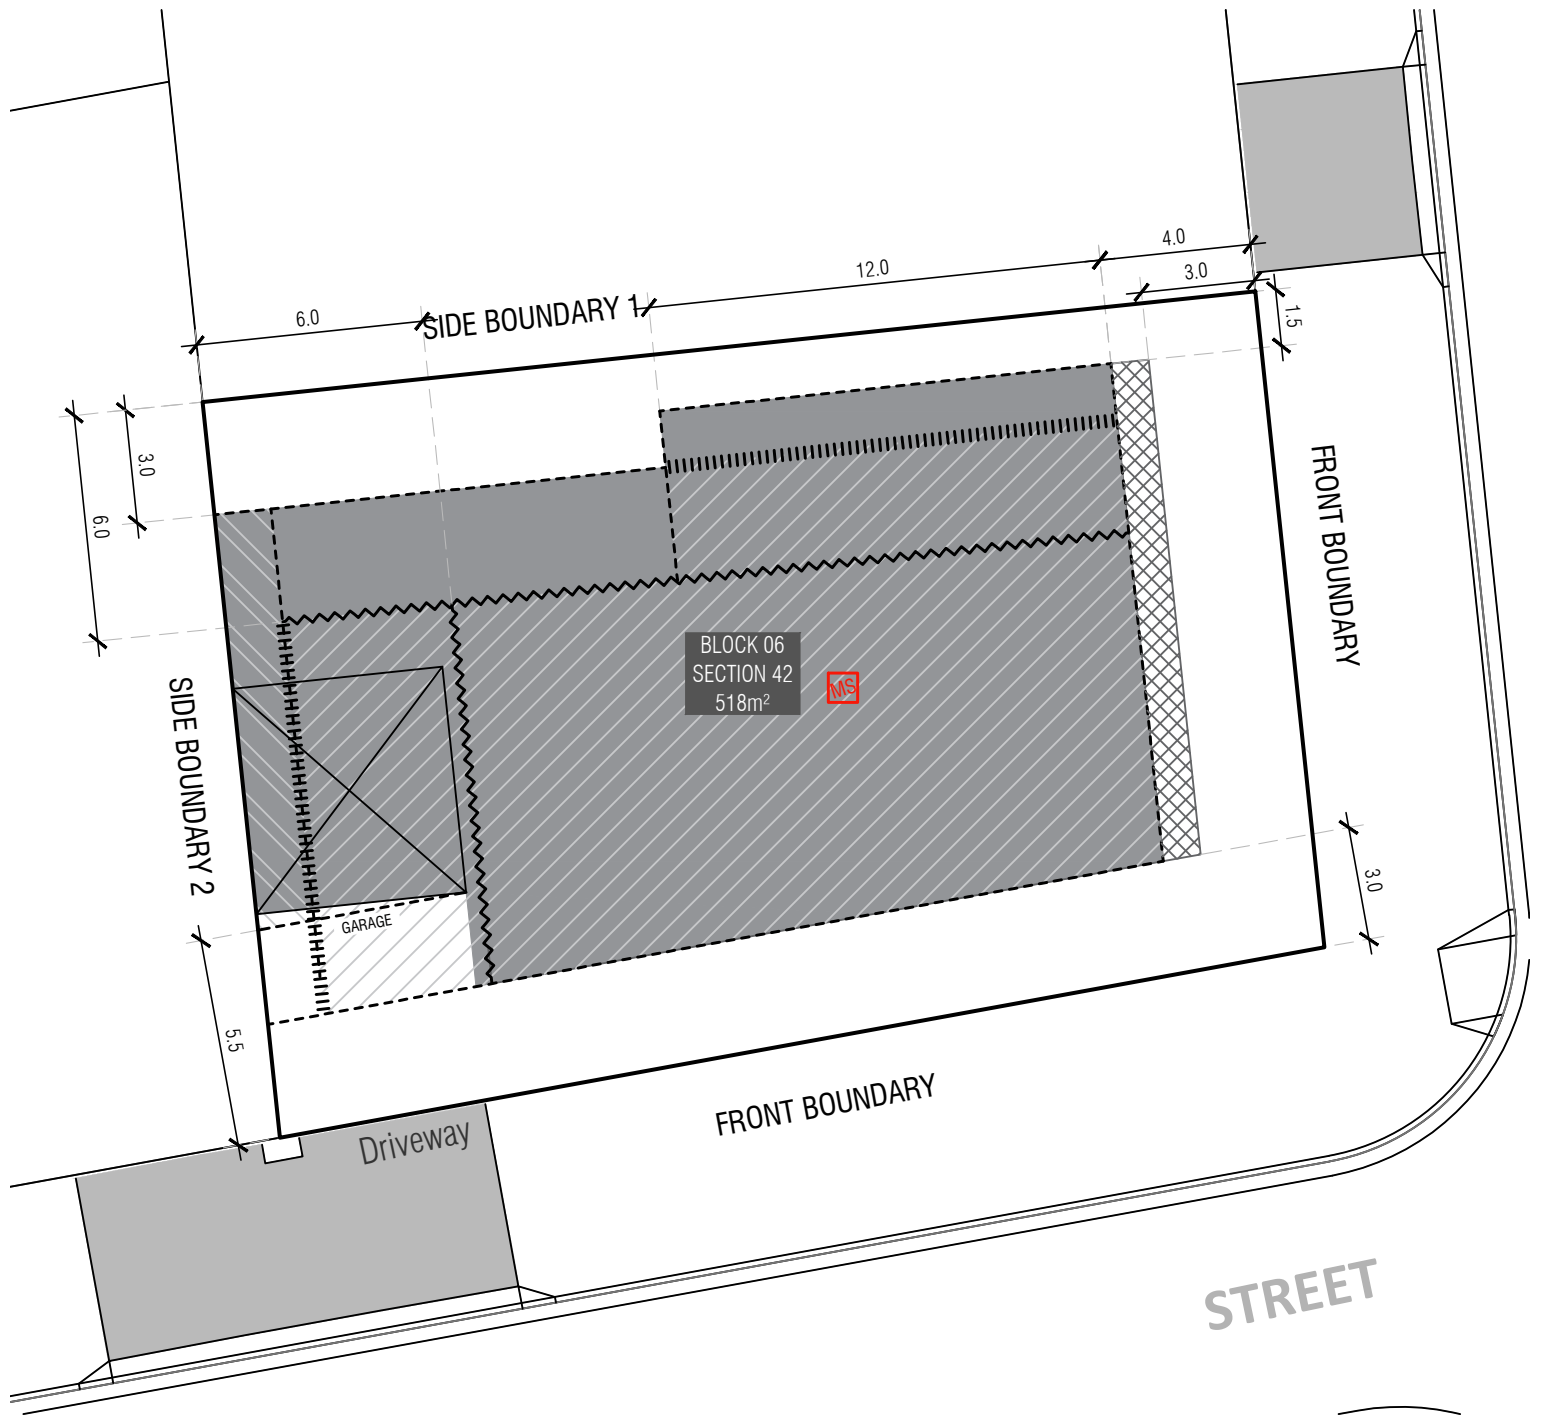 4.0
12.0
3.0
6.0
SIDE BOUNDARY 1
1.5
3.0
6.0
FRONT BOUNDARY
BLOCK 06
SECTION 42
518m²
MS
SIDE BOUNDARY 2
3.0
GARAGE
5.5
FRONT BOUNDARY
Driveway
STREET